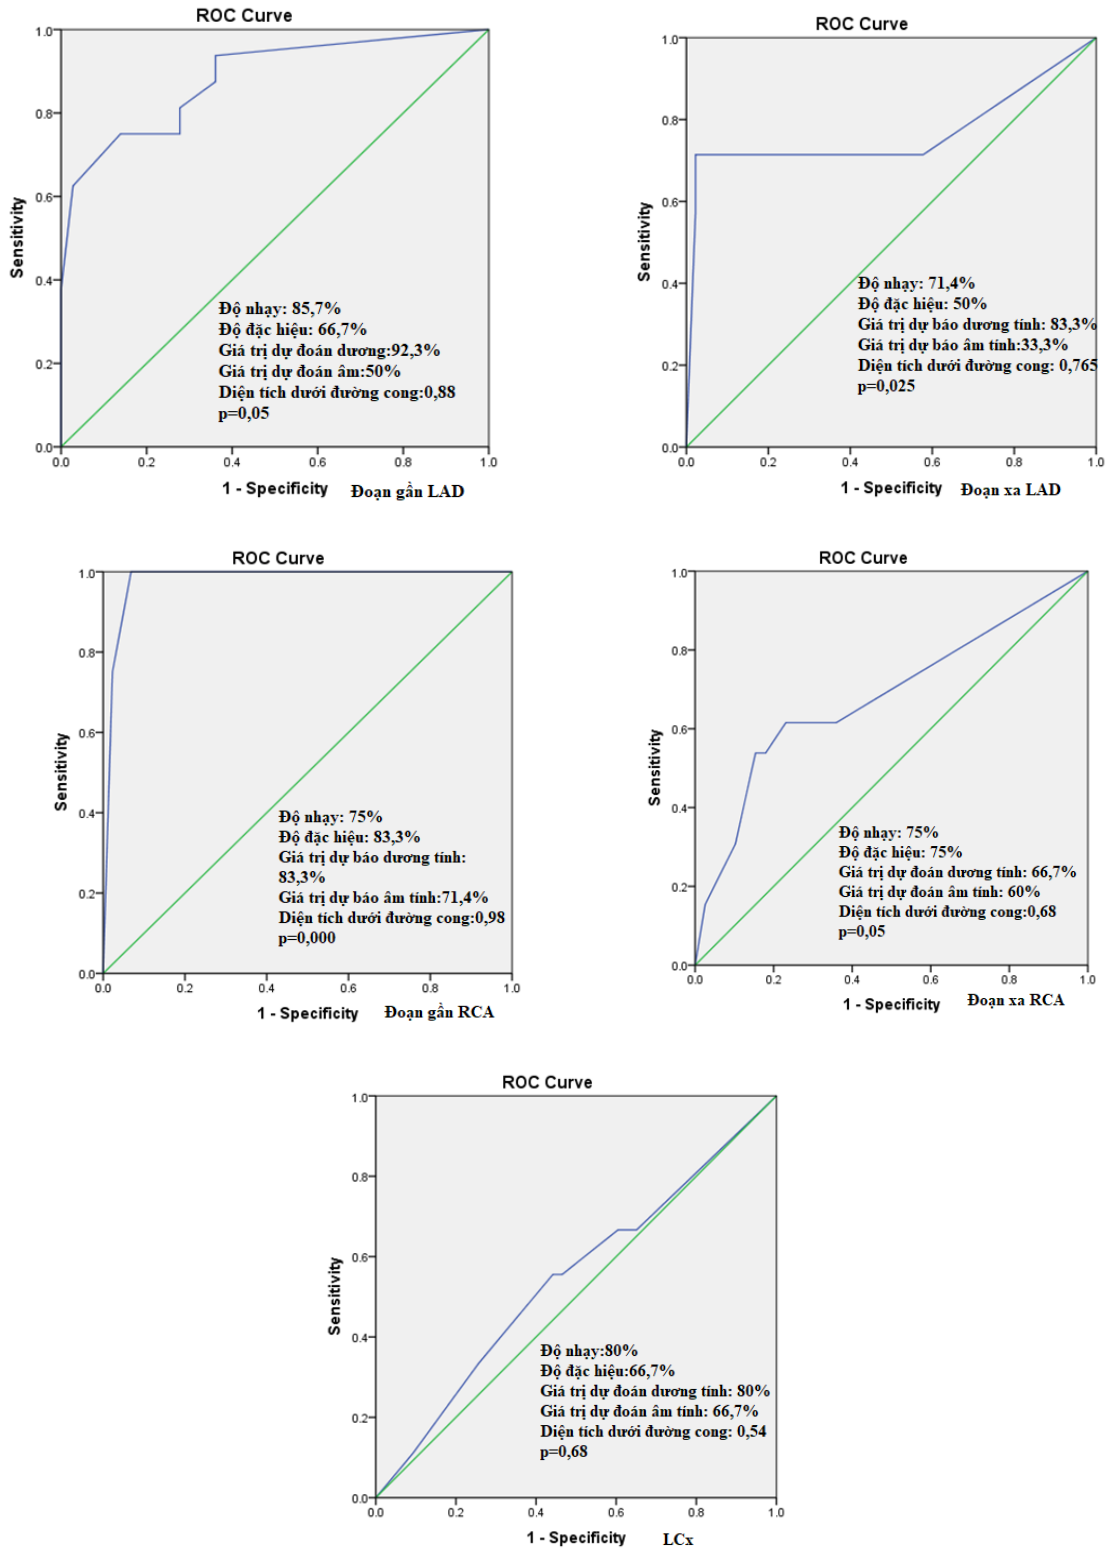 ROC Curve
1.0
0.8
0.6
0.4
0.2
0.0
Sensitivity
Độ nhạy: 85,7%
Độ đặc hiệu: 66,7%
Giá trị dự đoán dương:92,3%
Giá trị dự đoán âm:50%
Diện tích dưới đường cong:0,88
p=0,05
0.0 0.2 0.4 0.6 0.8 1.0
1 - Specificity Đoạn gần LAD
ROC Curve
1.0
0.8
0.6
0.4
0.2
0.0
Sensitivity
Độ nhạy: 71,4%
Độ đặc hiệu: 50%
Giá trị dự báo dương tính: 83,3%
Giá trị dự báo âm tính:33,3%
Diện tích dưới đường cong: 0,765
p=0,025
0.0 0.2 0.4 0.6 0.8 1.0
1 - Specificity Đoạn xa LAD
ROC Curve
1.0
0.8
0.6
0.4
0.2
0.0
Sensitivity
Độ nhạy: 75%
Độ đặc hiệu: 83,3%
Giá trị dự báo dương tính:
83,3%
Giá trị dự báo âm tính:71,4%
Diện tích dưới đường cong:0,98
p=0,000
0.0 0.2 0.4 0.6 0.8 1.0
1 - Specificity Đoạn gần RCA
ROC Curve
1.0
0.8
0.6
0.4
0.2
0.0
Sensitivity
Độ nhạy: 75%
Độ đặc hiệu: 75%
Giá trị dự đoán dương tính: 66,7%
Giá trị dự đoán âm tính: 60%
Diện tích dưới đường cong:0,68
p=0,05
0.0 0.2 0.4 0.6 0.8 1.0
1 - Specificity Đoạn xa RCA
ROC Curve
1.0
0.8
0.6
0.4
0.2
0.0
Sensitivity
Độ nhạy:80%
Độ đặc hiệu:66,7%
Giá trị dự đoán dương tính: 80%
Giá trị dự đoán âm tính: 66,7%
Diện tích dưới đường cong: 0,54
p=0,68
0.0 0.2 0.4 0.6 0.8 1.0
1 - Specificity LCx